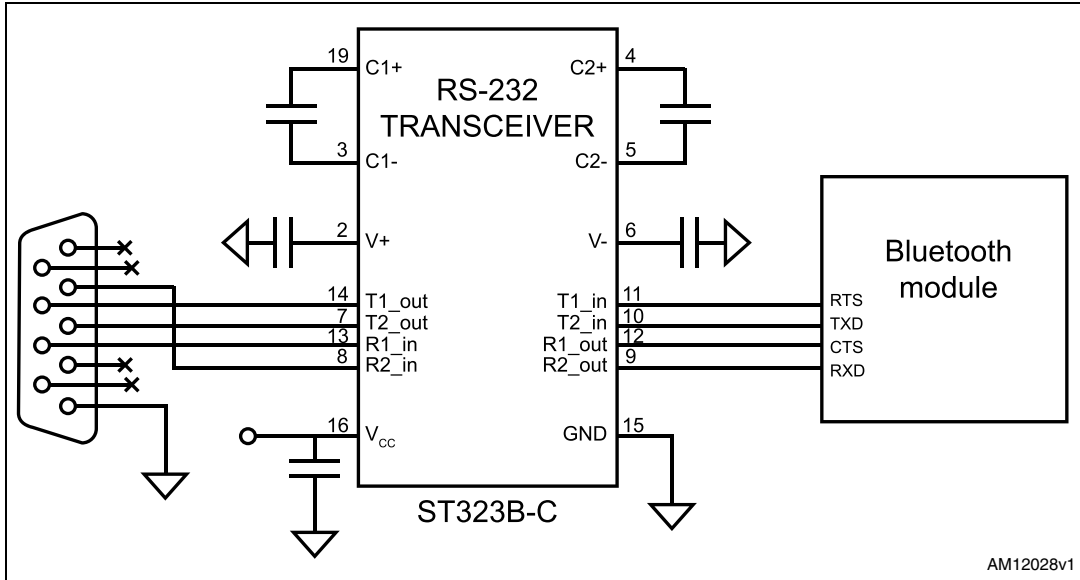 19 C1+ C2+ 4
RS-232
TRANSCEIVER
3 C1- C2- 5
2 V+ V- 6
Bluetooth
module
14 T1_out T1_in 11 RTS
7 T2_out T2_in 10 TXD
13 R1_in R1_out 12 CTS
8 R2_in R2_out 9 RXD
16 VCC GND 15
ST323B-C
AM12028v1